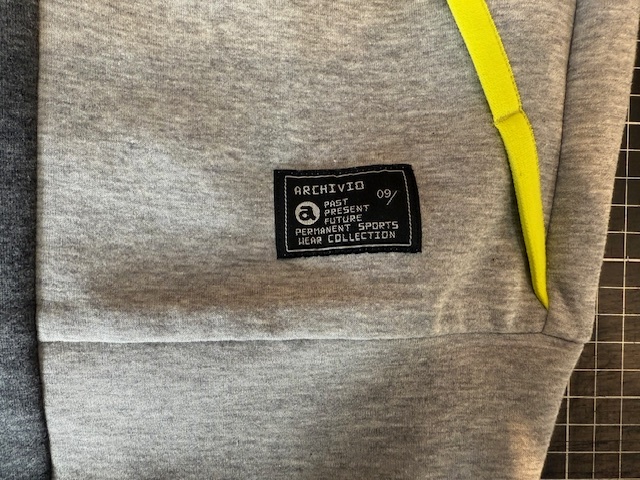 ARCHIVIO
09/
a
PAST
PRESENT
FUTURE
PERMANENT SPORTS
WEAR COLLECTION